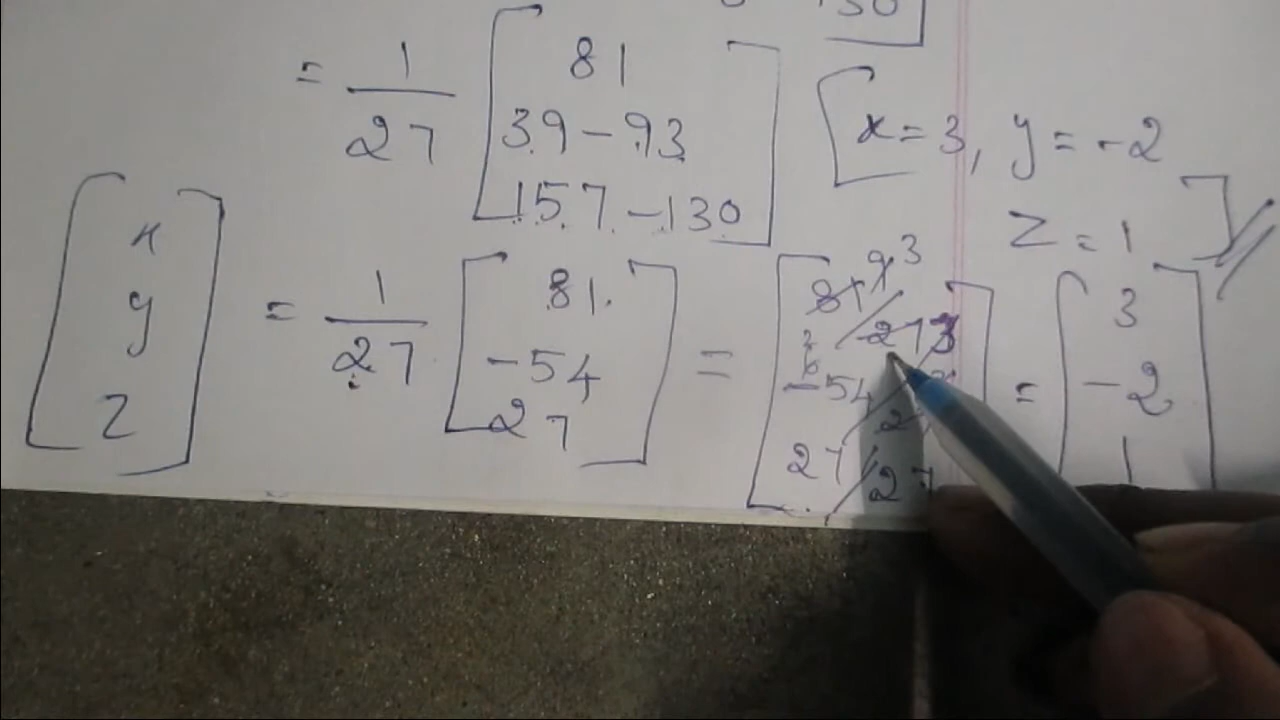 130
= 1/27 [ 81
39 - 93
157 - 130 ]
[ x = 3, y = -2
z = 1 ]
[ x
y
z ] = 1/27 [ 81
-54
27 ] = [ 81/27
-54/27
27/27 ] = [ 3
-2
1 ]